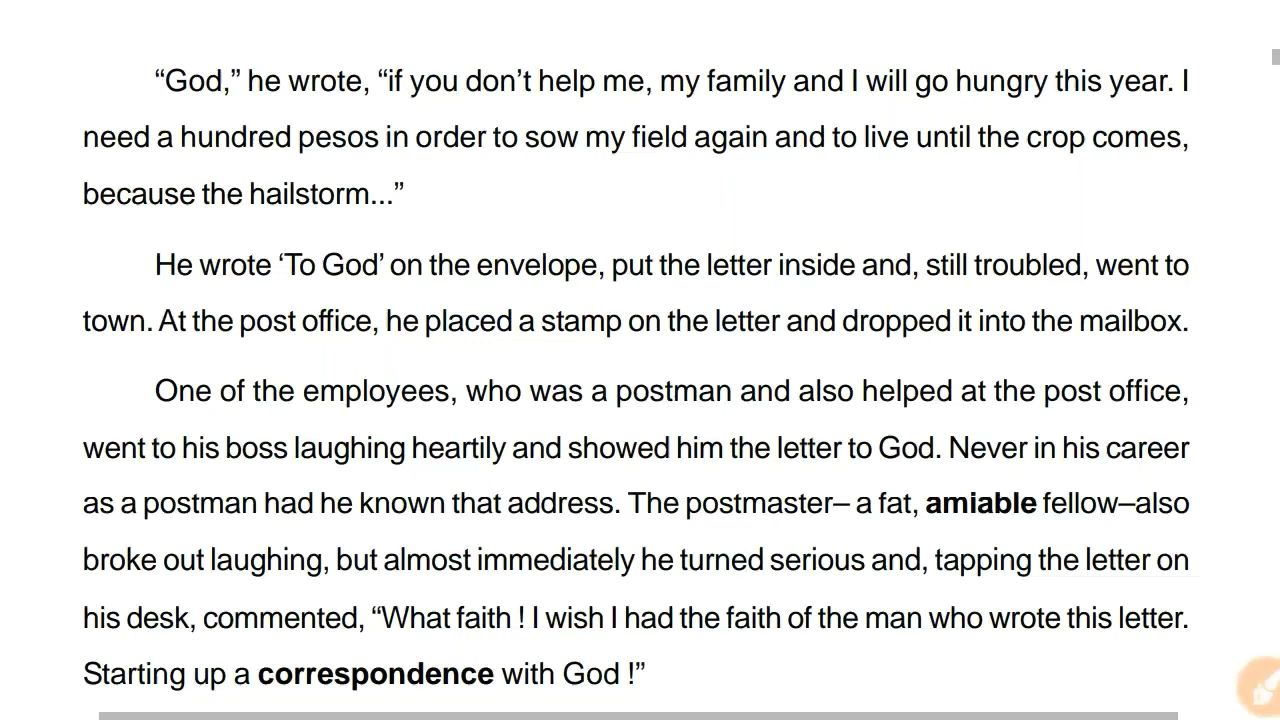 “God,” he wrote, “if you don’t help me, my family and I will go hungry this year. I
need a hundred pesos in order to sow my field again and to live until the crop comes,
because the hailstorm...”
He wrote ‘To God’ on the envelope, put the letter inside and, still troubled, went to
town. At the post office, he placed a stamp on the letter and dropped it into the mailbox.
One of the employees, who was a postman and also helped at the post office,
went to his boss laughing heartily and showed him the letter to God. Never in his career
as a postman had he known that address. The postmaster– a fat, amiable fellow–also
broke out laughing, but almost immediately he turned serious and, tapping the letter on
his desk, commented, “What faith ! I wish I had the faith of the man who wrote this letter.
Starting up a correspondence with God !”